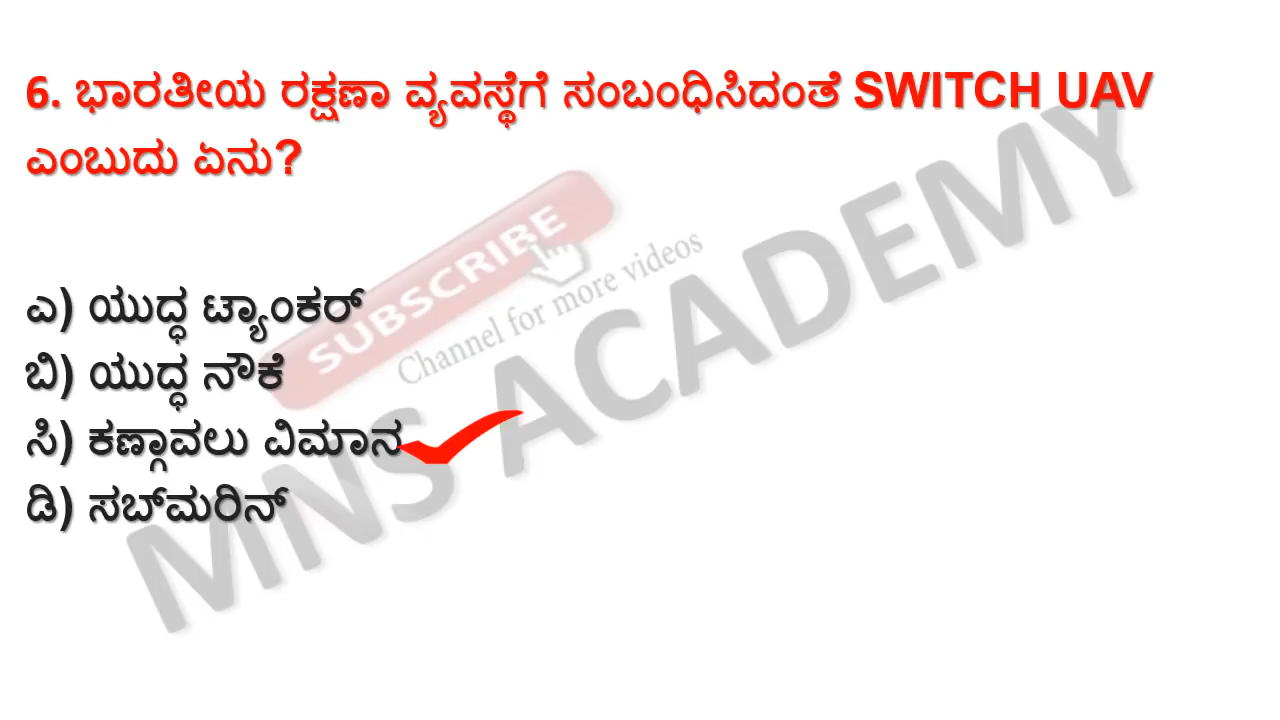 6. ಭಾರತೀಯ ರಕ್ಷಣಾ ವ್ಯವಸ್ಥೆಗೆ ಸಂಬಂಧಿಸಿದಂತೆ SWITCH UAV
ಎಂಬುದು ಏನು?
ಎ) ಯುದ್ಧ ಟ್ಯಾಂಕರ್
ಬಿ) ಯುದ್ಧ ನೌಕೆ
ಸಿ) ಕಣ್ಗಾವಲು ವಿಮಾನ
ಡಿ) ಸಬ್‌ಮರಿನ್
SUBSCRIBE
Channel for more videos
MNS ACADEMY